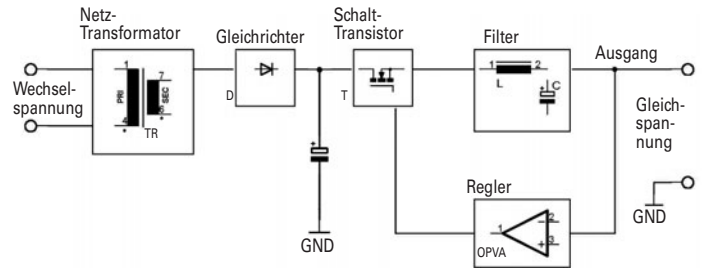 Netz-
Transformator
Gleichrichter
Schalt-
Transistor
Filter
Ausgang
Wechsel-
spannung
1
4
PRI
7
SEC
TR
D
T
1
2
L
C
+
Gleich-
span-
nung
+
GND
Regler
1
2
3
-
+
OPVA
GND